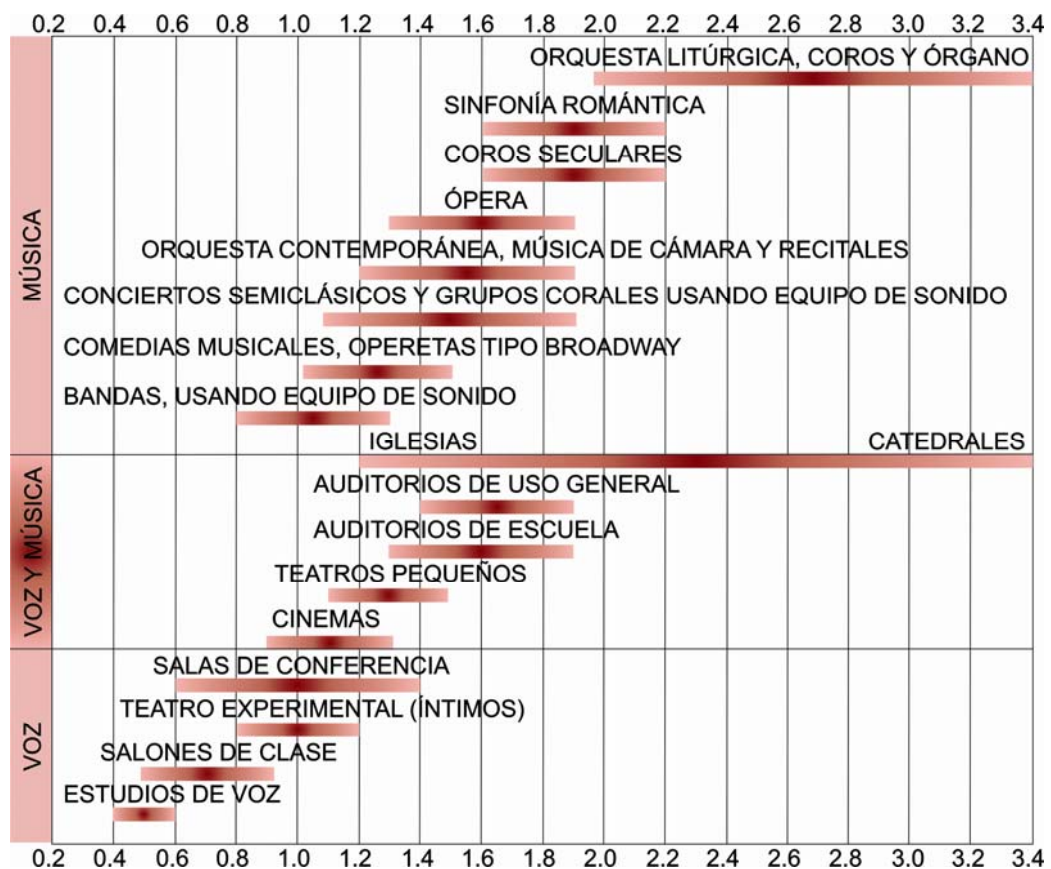 0.2 0.4 0.6 0.8 1.0 1.2 1.4 1.6 1.8 2.0 2.2 2.4 2.6 2.8 3.0 3.2 3.4
MÚSICA
ORQUESTA LITÚRGICA, COROS Y ÓRGANO
SINFONÍA ROMÁNTICA
COROS SECULARES
ÓPERA
ORQUESTA CONTEMPORÁNEA, MÚSICA DE CÁMARA Y RECITALES
CONCIERTOS SEMICLÁSICOS Y GRUPOS CORALES USANDO EQUIPO DE SONIDO
COMEDIAS MUSICALES, OPERETAS TIPO BROADWAY
BANDAS, USANDO EQUIPO DE SONIDO
IGLESIAS CATEDRALES
VOZ Y MÚSICA
AUDITORIOS DE USO GENERAL
AUDITORIOS DE ESCUELA
TEATROS PEQUEÑOS
CINEMAS
VOZ
SALAS DE CONFERENCIA
TEATRO EXPERIMENTAL (ÍNTIMOS)
SALONES DE CLASE
ESTUDIOS DE VOZ
0.2 0.4 0.6 0.8 1.0 1.2 1.4 1.6 1.8 2.0 2.2 2.4 2.6 2.8 3.0 3.2 3.4